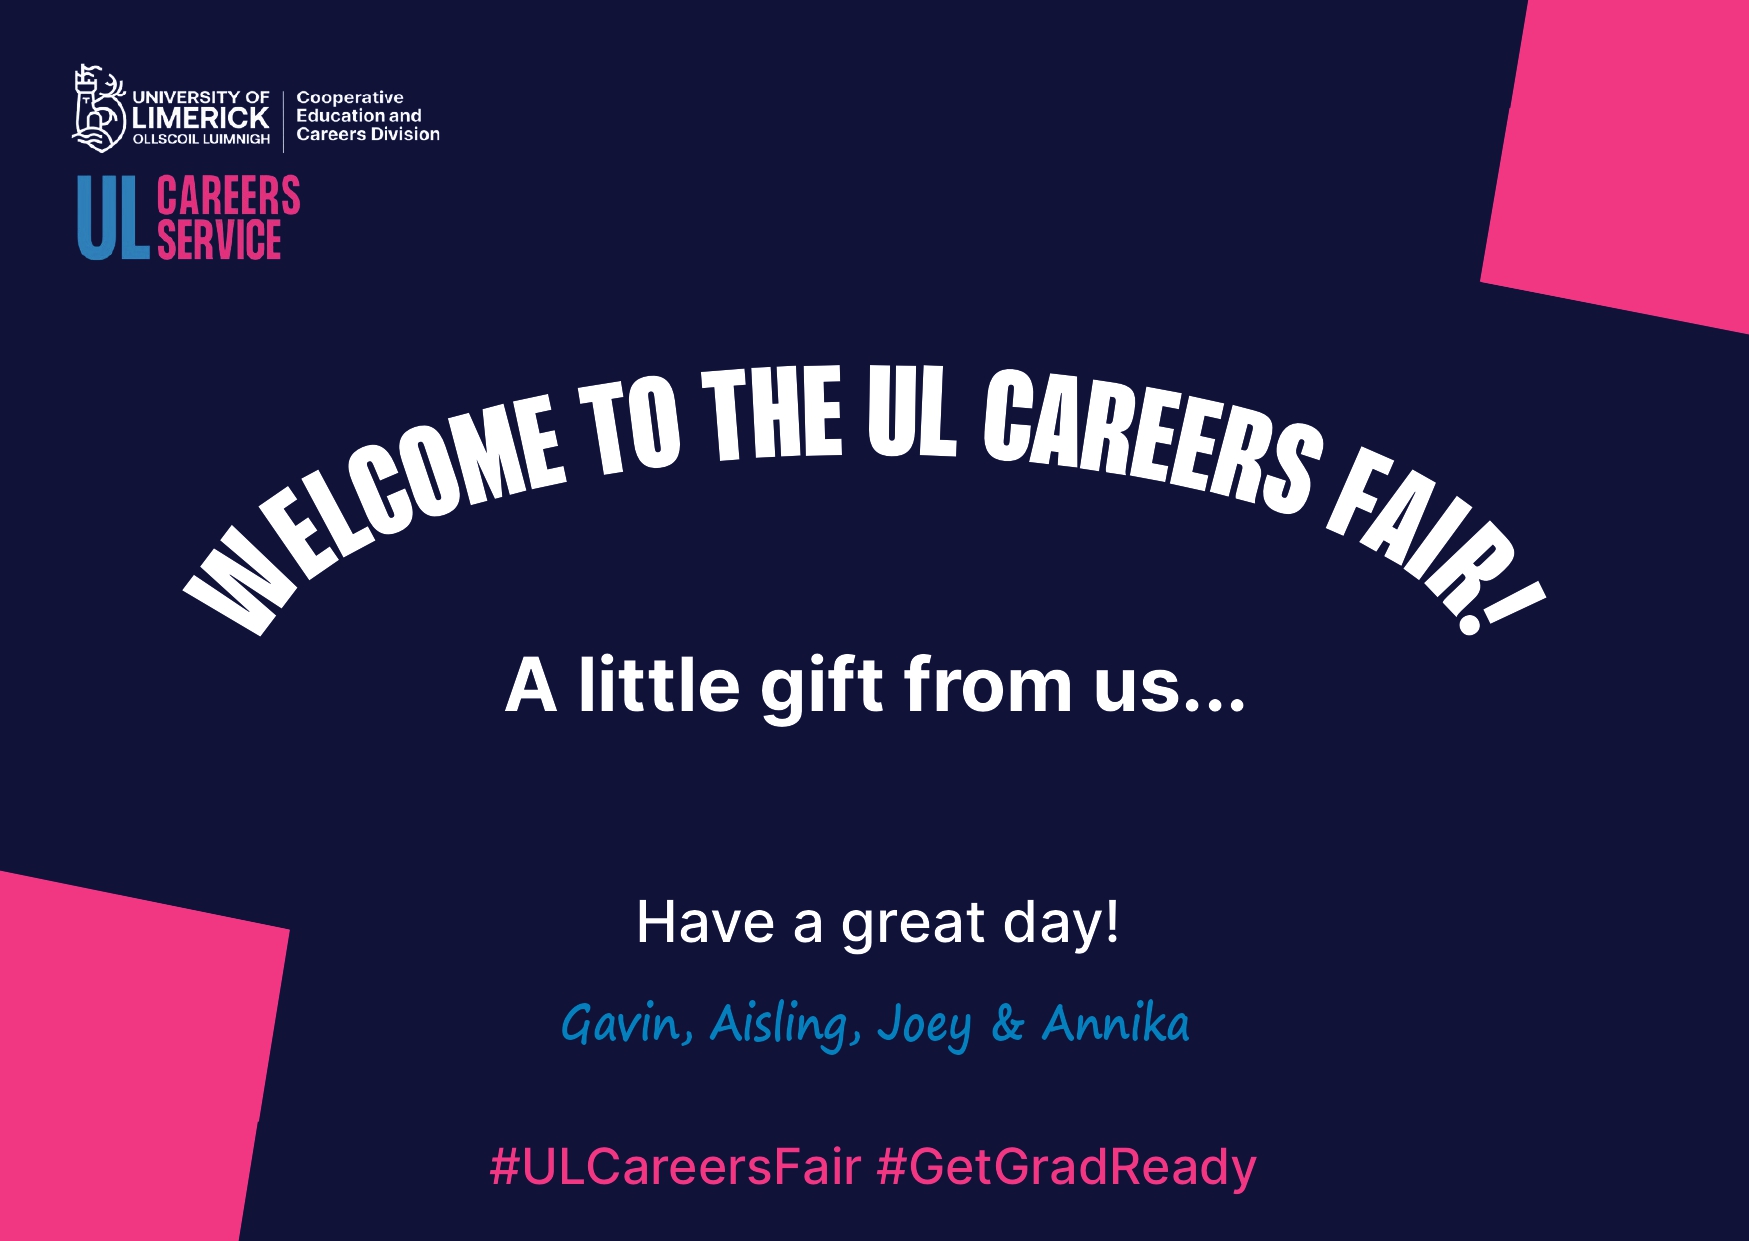 UNIVERSITY OF
LIMERICK
OLLSCOIL LUIMNIGH
Cooperative
Education and
Careers Division
UL CAREERS
SERVICE
WELCOME TO THE UL CAREERS FAIR!
A little gift from us...
Have a great day!
Gavin, Aisling, Joey & Annika
#ULCareersFair #GetGradReady